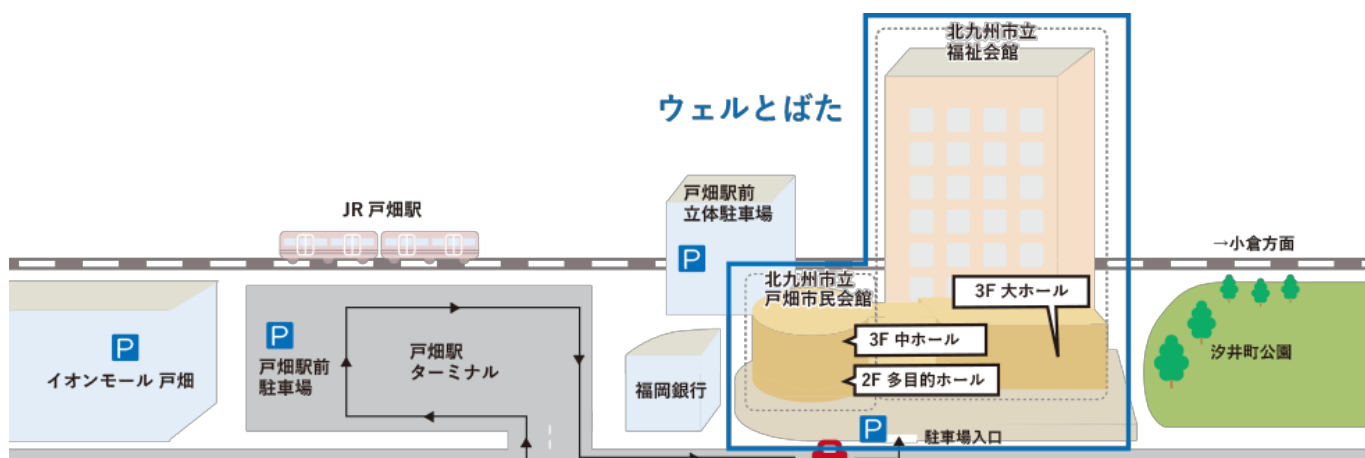 北九州市立
福祉会館
ウェルとばた
戸畑駅前
立体駐車場
P
JR 戸畑駅
→小倉方面
北九州市立
戸畑市民会館
3F 大ホール
3F 中ホール
2F 多目的ホール
P
イオンモール 戸畑
P
戸畑駅前
駐車場
戸畑駅
ターミナル
福岡銀行
汐井町公園
P
駐車場入口